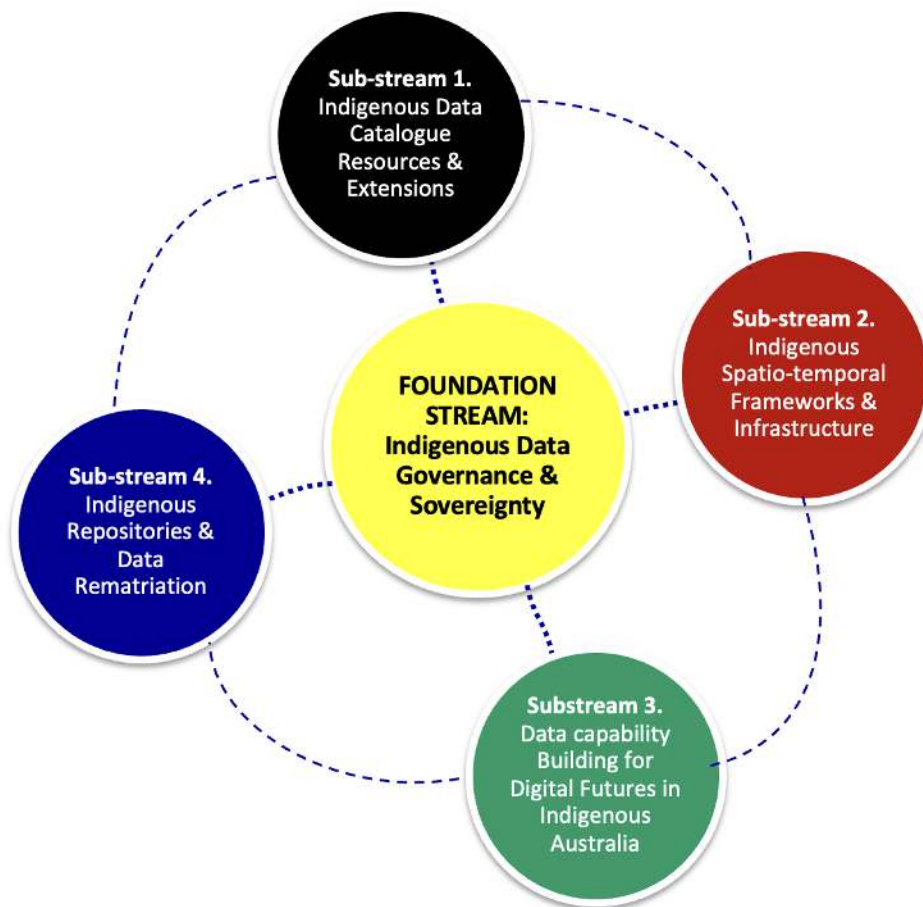 Sub-stream 1.
Indigenous Data
Catalogue
Resources &
Extensions
Sub-stream 2.
Indigenous
Spatio-temporal
Frameworks &
Infrastructure
FOUNDATION
STREAM:
Indigenous Data
Governance &
Sovereignty
Sub-stream 4.
Indigenous
Repositories &
Data
Rematriation
Substream 3.
Data capability
Building for
Digital Futures in
Indigenous
Australia